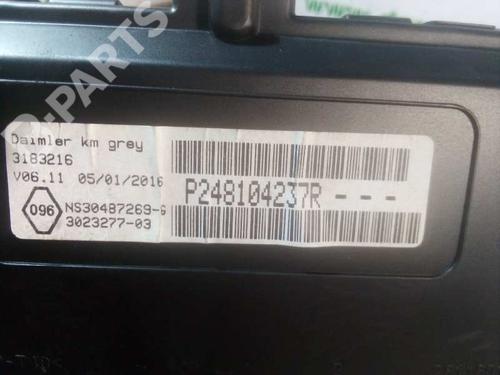 B-PARTS
Daimler km grey
3183216
V06.11 05/01/2016
P248104237R - - -
096
NS30487269-G
3023277-03